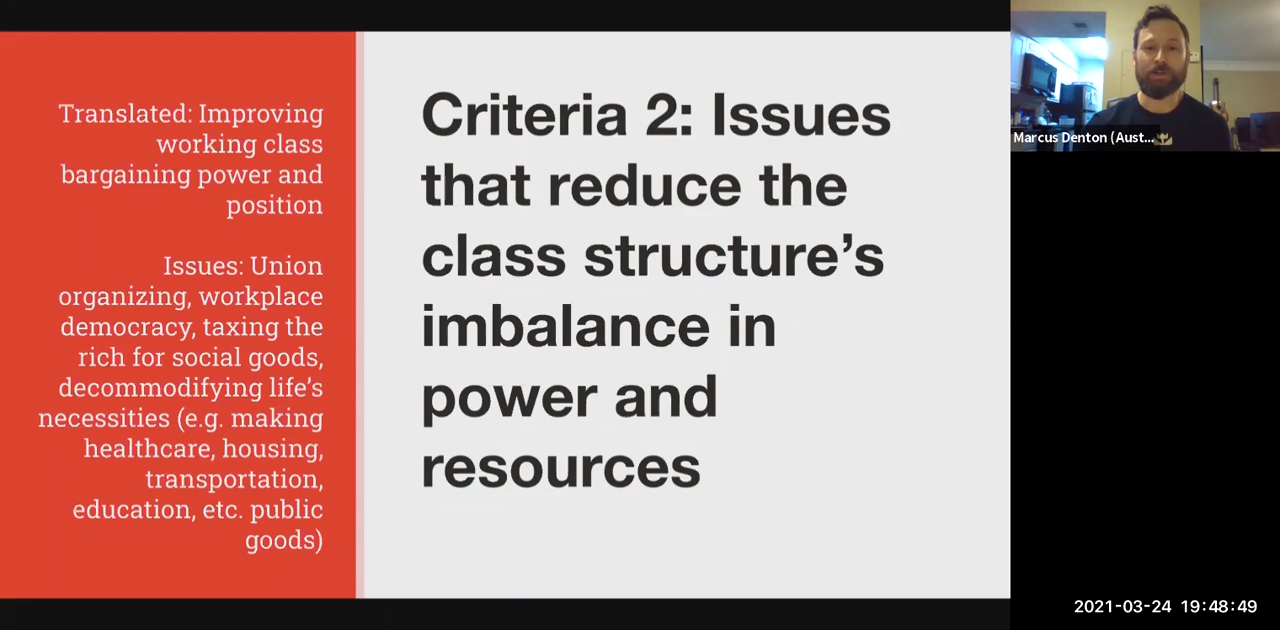 Translated: Improving
working class
bargaining power and
position
Issues: Union
organizing, workplace
democracy, taxing the
rich for social goods,
decommodifying life's
necessities (e.g. making
healthcare, housing,
transportation,
education, etc. public
goods)
Criteria 2: Issues
that reduce the
class structure’s
imbalance in
power and
resources
Marcus Denton (Aust...
2021-03-24 19:48:49